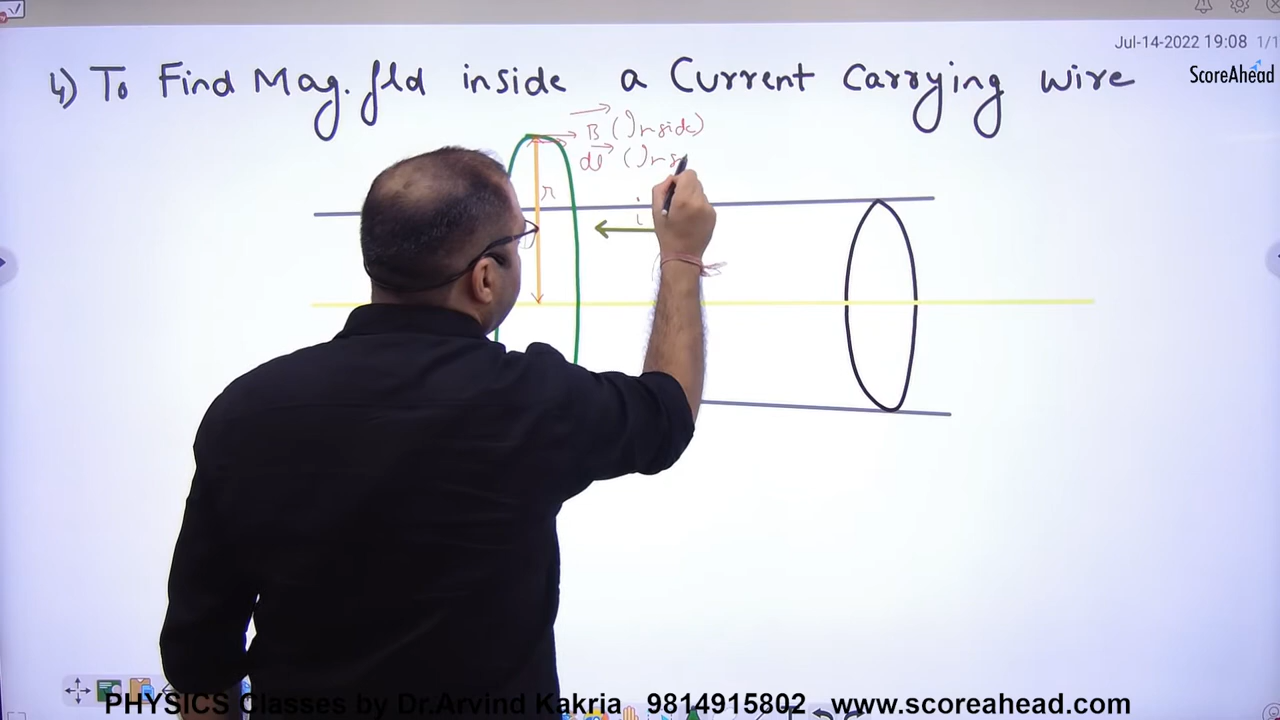 Jul-14-2022 19:08 1/1
4) To Find Mag. fld inside a Current Carrying wire
ScoreAhead
B ( )r side)
dl ( )r s
r
i
PHYSICS Classes by Dr.Arvind Kakria 9814915802 www.scoreahead.com